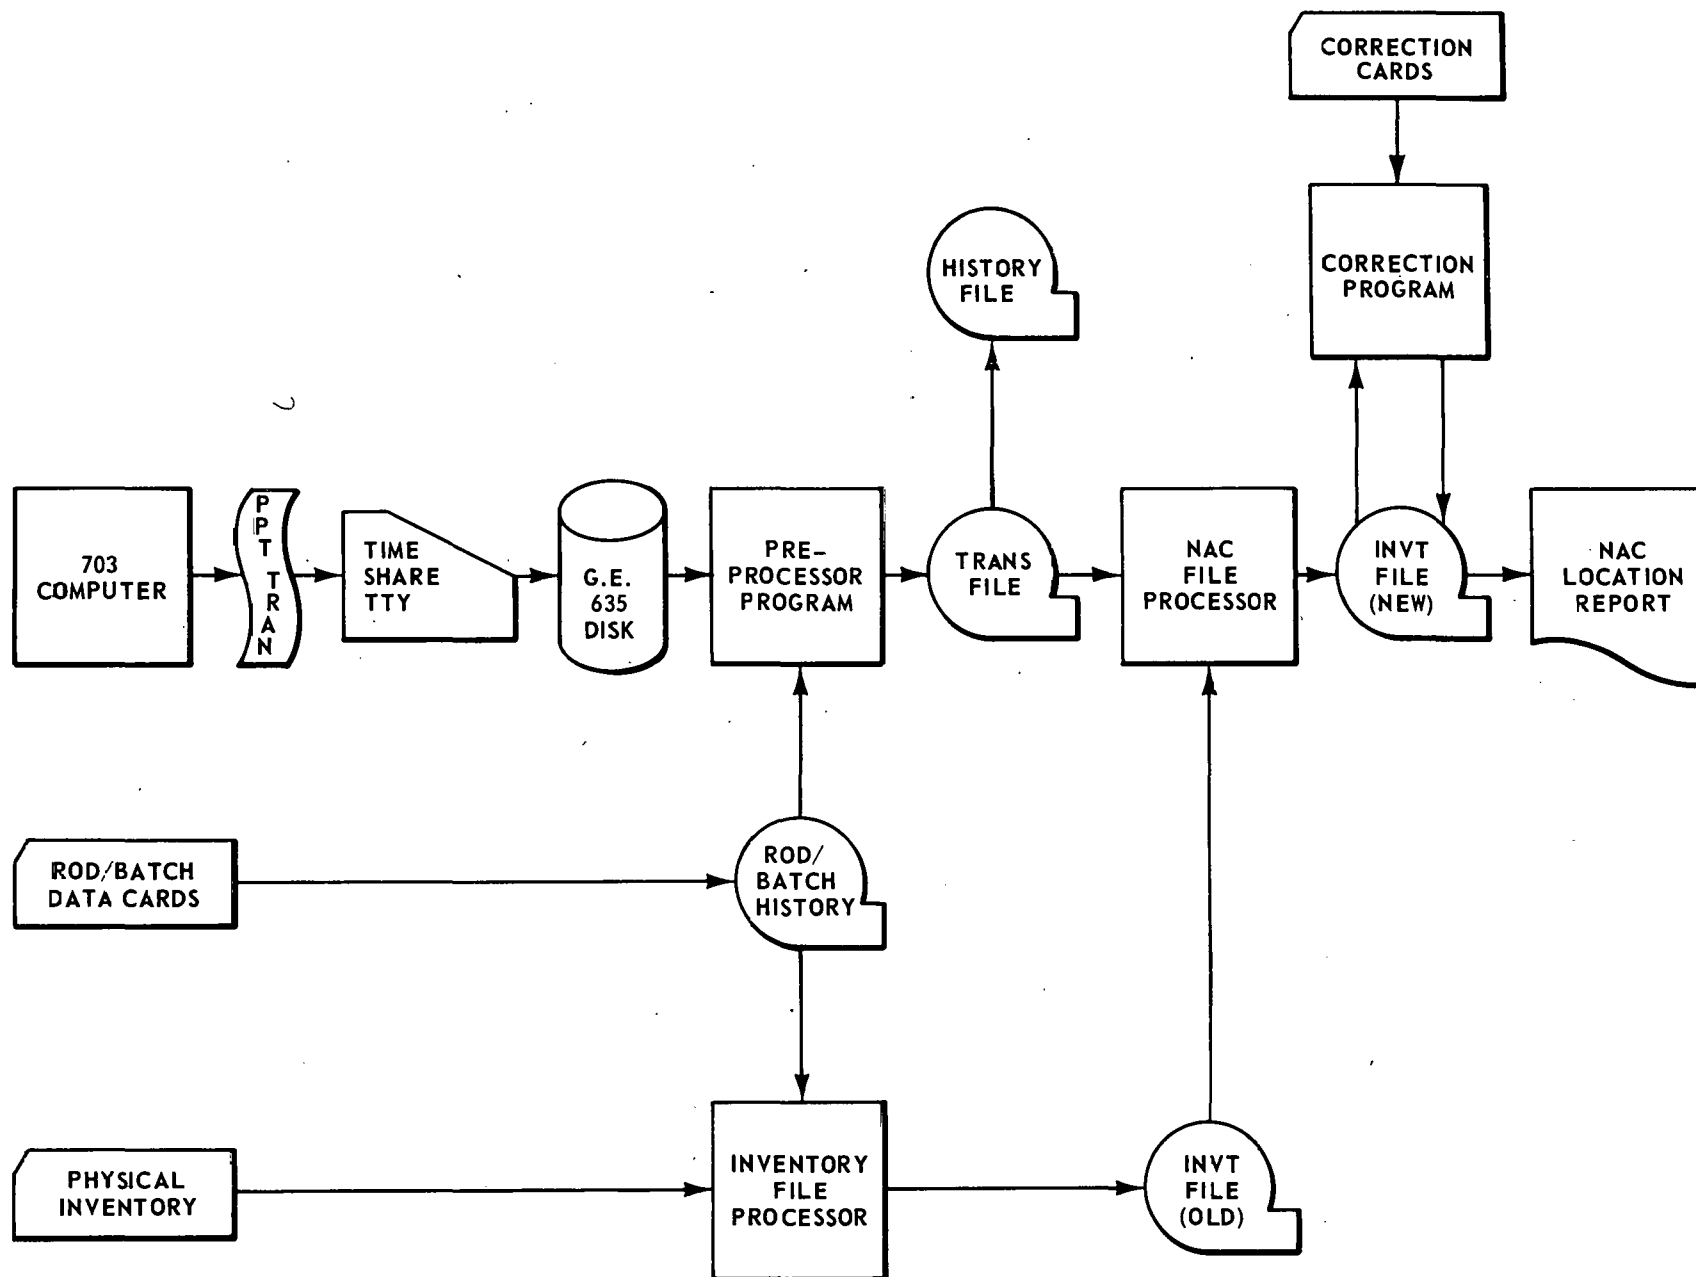 CORRECTION
CARDS
CORRECTION
PROGRAM
HISTORY
FILE
703
COMPUTER
PPT TRAN
TIME
SHARE
TTY
G.E.
635
DISK
PRE-
PROCESSOR
PROGRAM
TRANS
FILE
NAC
FILE
PROCESSOR
INVT
FILE
(NEW)
NAC
LOCATION
REPORT
ROD/BATCH
DATA CARDS
ROD/
BATCH
HISTORY
PHYSICAL
INVENTORY
INVENTORY
FILE
PROCESSOR
INVT
FILE
(OLD)